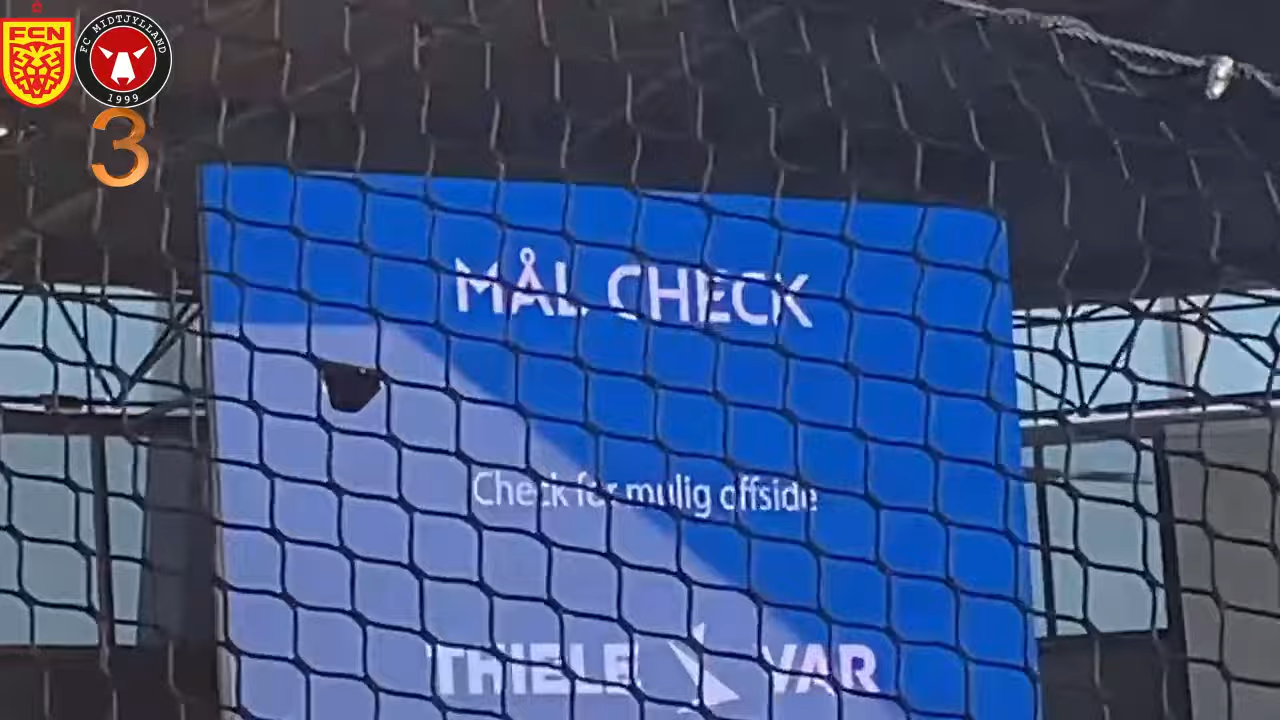 FCN
FC MIDTJYLLAND
1999
3
MÅL CHECK
Check for mulig offside
THIELE VAR